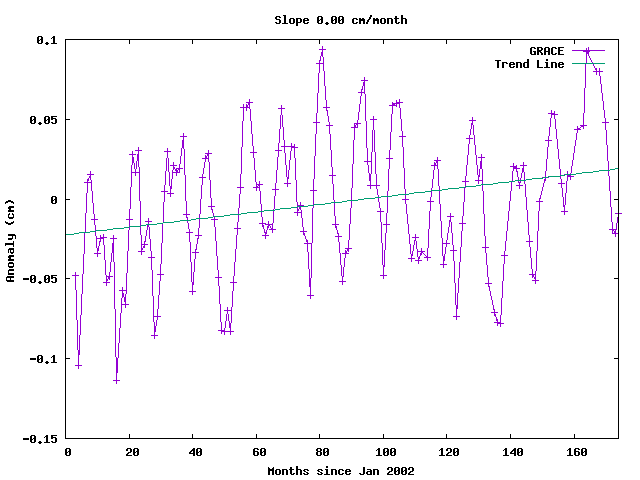 Slope 0.00 cm/month
GRACE
Trend Line
0.1
0.05
0
-0.05
-0.1
-0.15
Anomaly (cm)
0 20 40 60 80 100 120 140 160
Months since Jan 2002